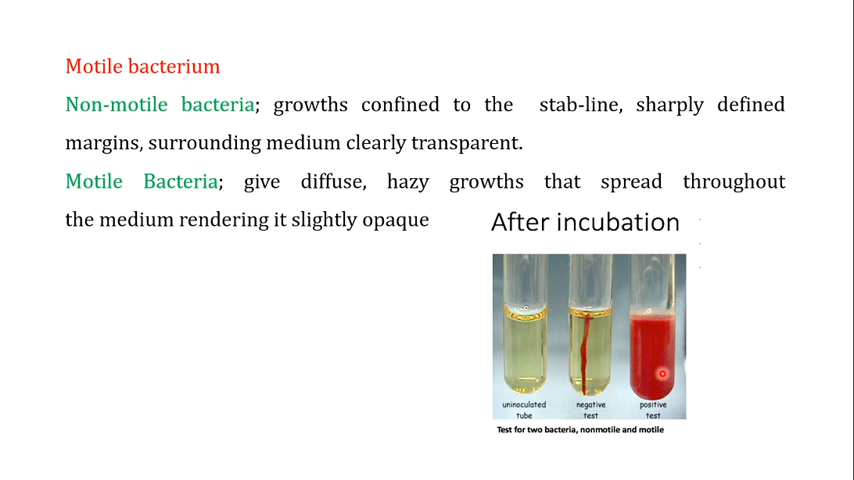 Motile bacterium
Non-motile bacteria; growths confined to the stab-line, sharply defined
margins, surrounding medium clearly transparent.
Motile Bacteria; give diffuse, hazy growths that spread throughout
the medium rendering it slightly opaque
After incubation
uninoculated tube
negative test
positive test
Test for two bacteria, nonmotile and motile